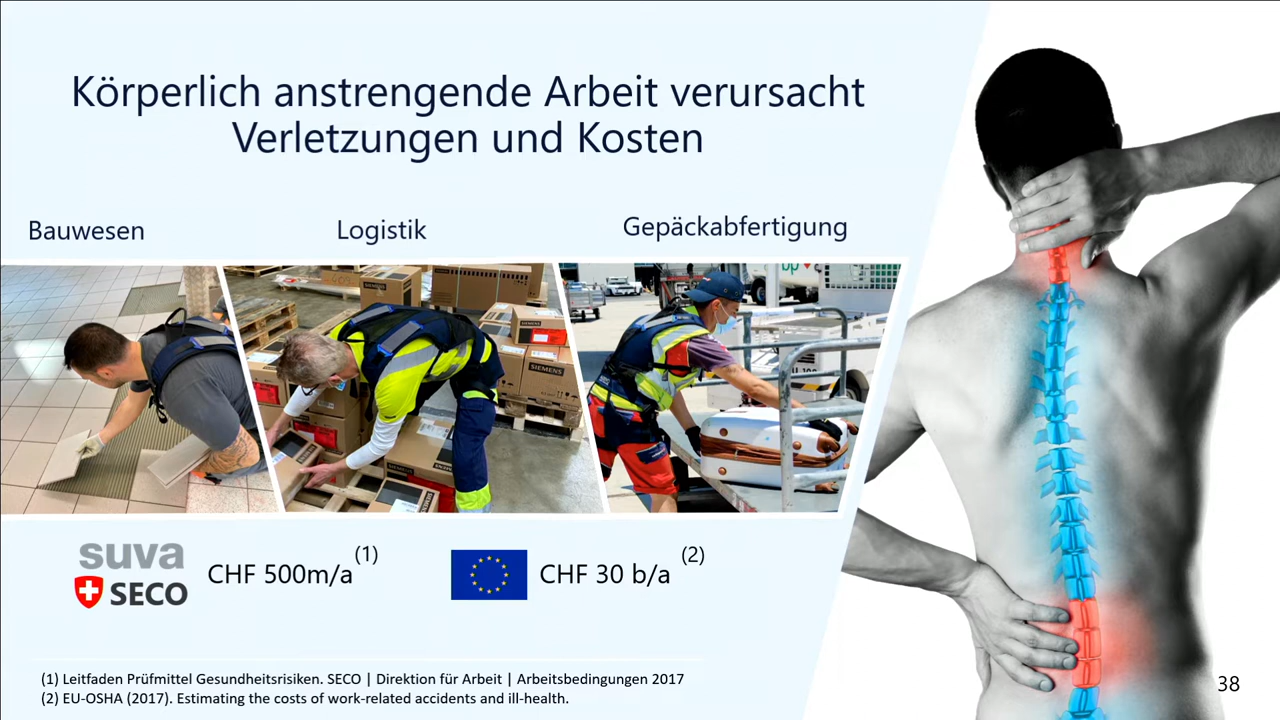 Körperlich anstrengende Arbeit verursacht
Verletzungen und Kosten
Bauwesen
Logistik
Gepäckabfertigung
SIEMENS
SIEMENS
suva
SECO
CHF 500m/a (1)
CHF 30 b/a (2)
(1) Leitfaden Prüfmittel Gesundheitsrisiken. SECO | Direktion für Arbeit | Arbeitsbedingungen 2017
(2) EU-OSHA (2017). Estimating the costs of work-related accidents and ill-health.
38